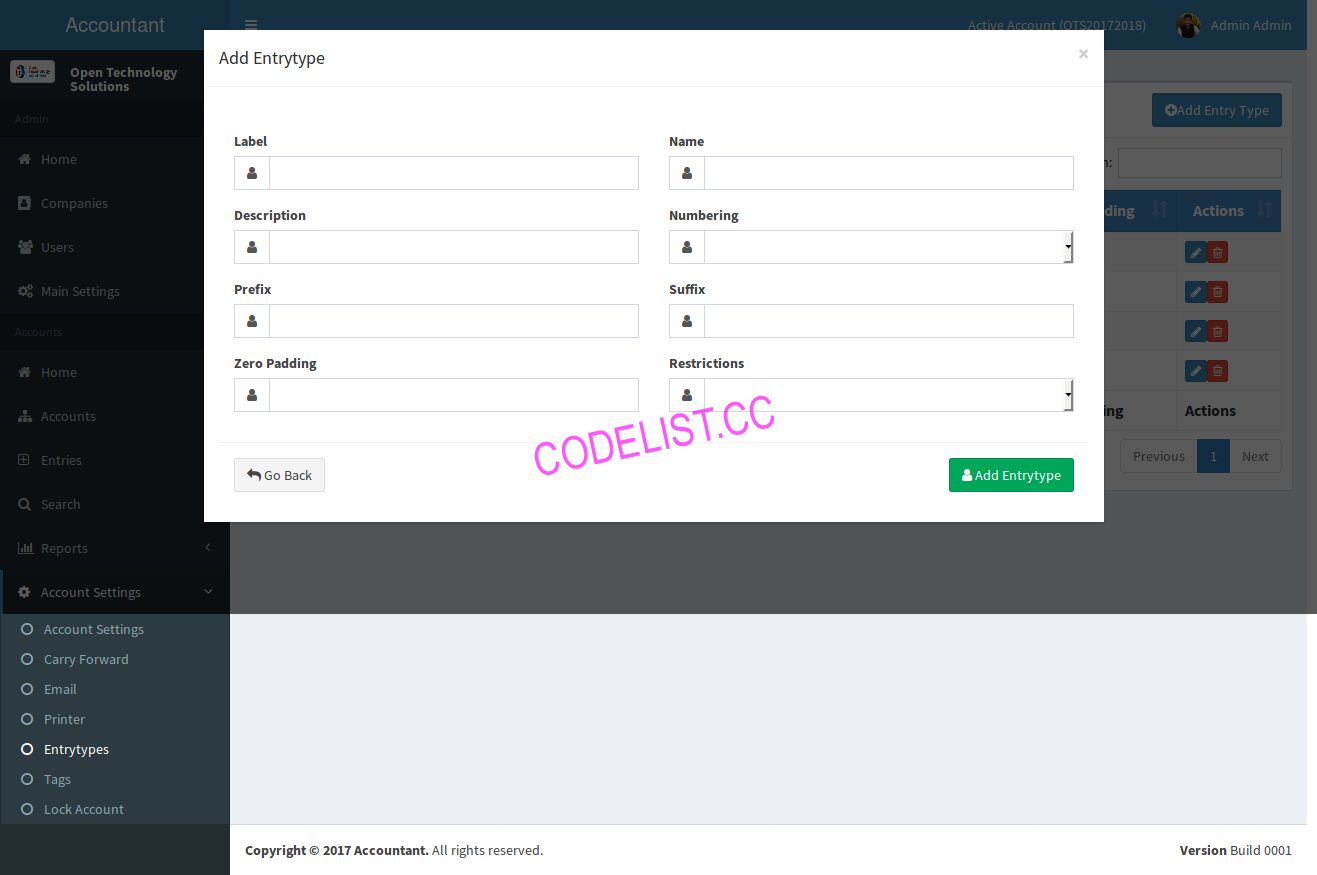 Accountant
Active Account (OTS20172018)
Admin Admin
Open Technology
Solutions
Admin
Home
Companies
Users
Main Settings
Accounts
Home
Accounts
Entries
Search
Reports
Account Settings
Account Settings
Carry Forward
Email
Printer
Entrytypes
Tags
Lock Account
Add Entrytype
×
Label
Name
Description
Numbering
Prefix
Suffix
Zero Padding
Restrictions
Go Back
Add Entrytype
CODELIST.CC
Add Entry Type
h:
ding
Actions
ing
Actions
Previous
1
Next
Copyright © 2017 Accountant. All rights reserved.
Version Build 0001